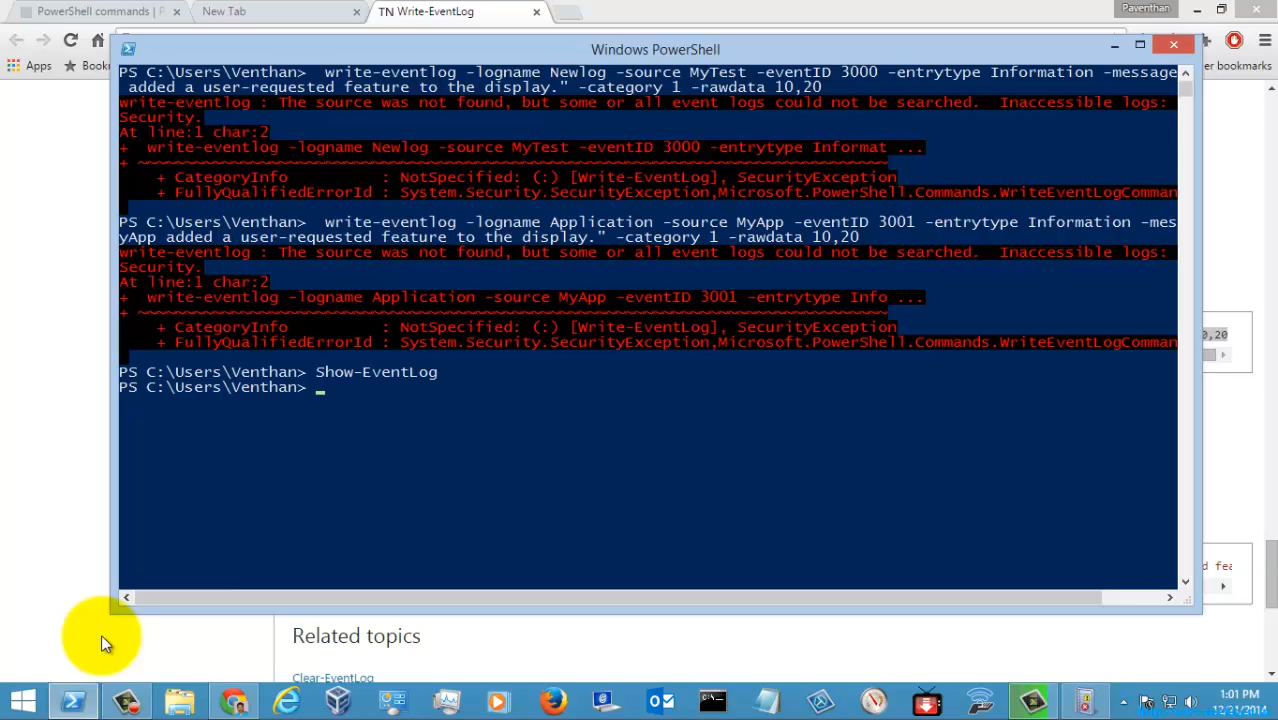 PowerShell commands | P
New Tab
TN Write-EventLog
Paventhan
Apps
Bookm
er bookmarks
Windows PowerShell
PS C:\Users\Venthan>  write-eventlog -logname Newlog -source MyTest -eventID 3000 -entrytype Information -message
added a user-requested feature to the display." -category 1 -rawdata 10,20
write-eventlog : The source was not found, but some or all event logs could not be searched.  Inaccessible logs:
Security.
At line:1 char:2
+  write-eventlog -logname Newlog -source MyTest -eventID 3000 -entrytype Informat ...
+  ~~~~~~~~~~~~~~~~~~~~~~~~~~~~~~~~~~~~~~~~~~~~~~~~~~~~~~~~~~~~~~~~~~~~~~~~~~~~~~~~
+ CategoryInfo          : NotSpecified: (:) [Write-EventLog], SecurityException
+ FullyQualifiedErrorId : System.Security.SecurityException,Microsoft.PowerShell.Commands.WriteEventLogComman
PS C:\Users\Venthan>  write-eventlog -logname Application -source MyApp -eventID 3001 -entrytype Information -mes
yApp added a user-requested feature to the display." -category 1 -rawdata 10,20
write-eventlog : The source was not found, but some or all event logs could not be searched.  Inaccessible logs:
Security.
At line:1 char:2
+  write-eventlog -logname Application -source MyApp -eventID 3001 -entrytype Info ...
+  ~~~~~~~~~~~~~~~~~~~~~~~~~~~~~~~~~~~~~~~~~~~~~~~~~~~~~~~~~~~~~~~~~~~~~~~~~~~~~~~~
+ CategoryInfo          : NotSpecified: (:) [Write-EventLog], SecurityException
+ FullyQualifiedErrorId : System.Security.SecurityException,Microsoft.PowerShell.Commands.WriteEventLogComman
PS C:\Users\Venthan> Show-EventLog
PS C:\Users\Venthan>
0,20
d fea
Related topics
Clear-EventLog
1:01 PM
12/31/2014